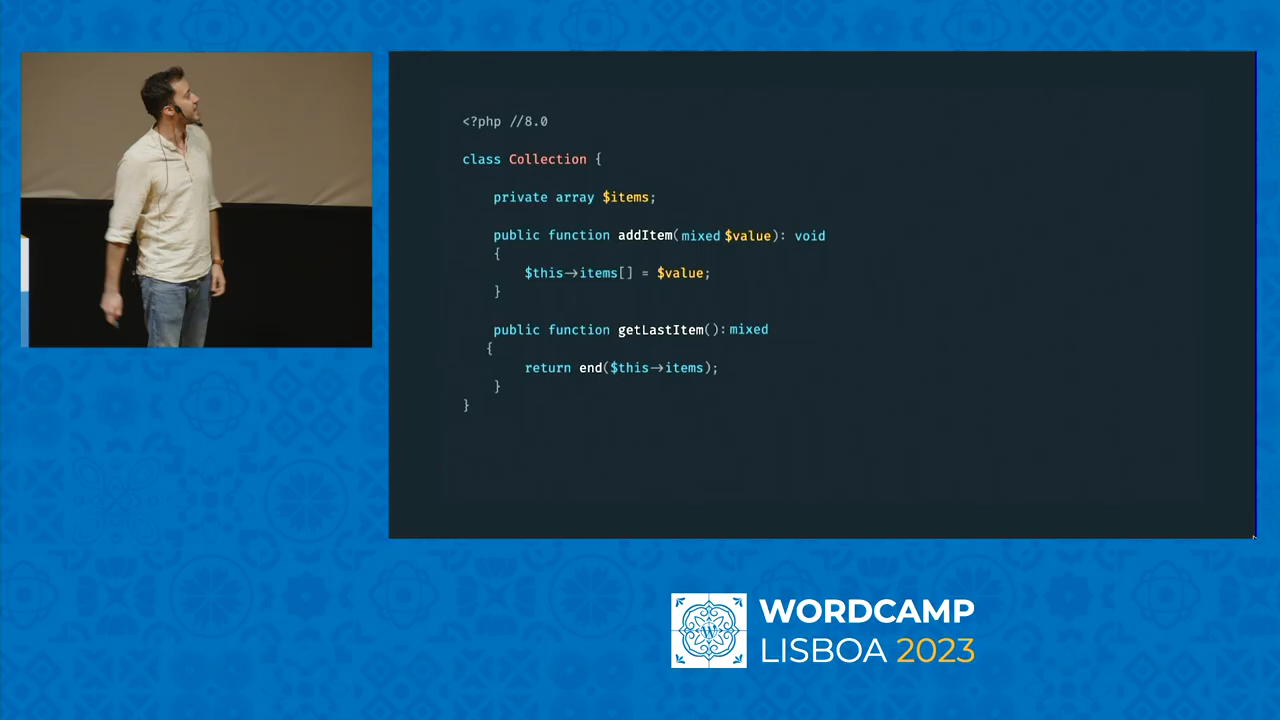 <?php //8.0
class Collection {
private array $items;
public function addItem(mixed $value): void
{
$this->items[] = $value;
}
public function getLastItem(): mixed
{
return end($this->items);
}
}
WORDCAMP
LISBOA 2023